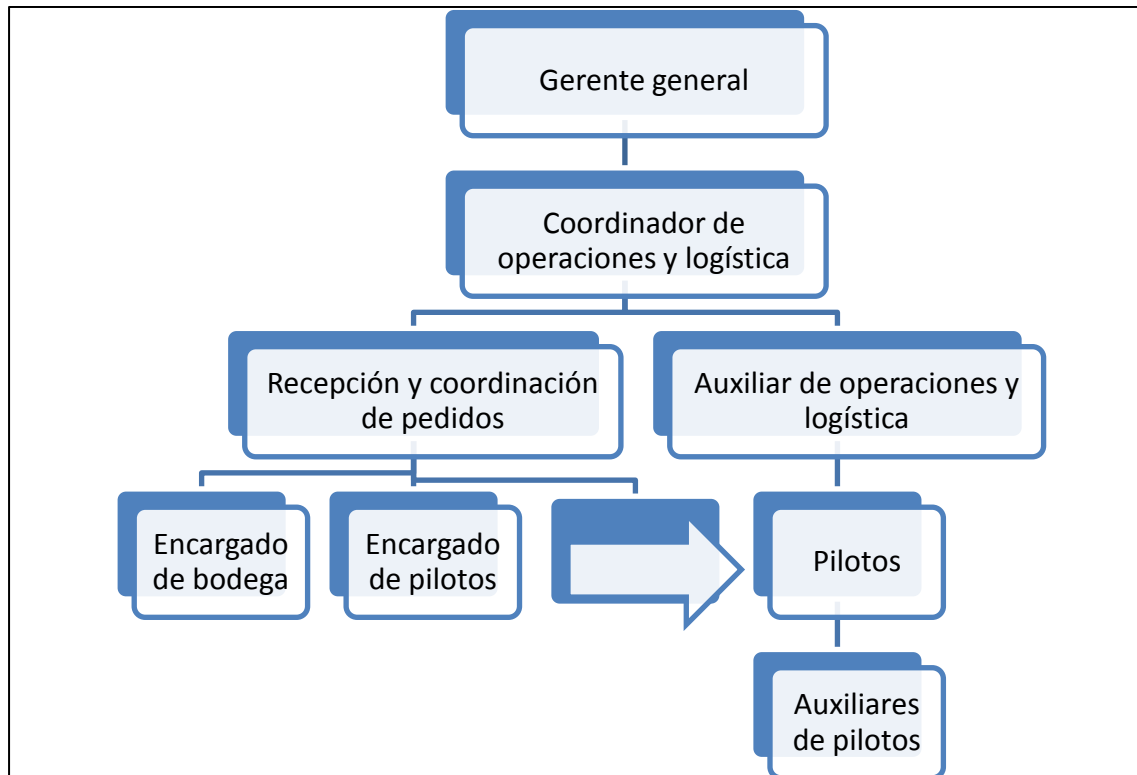 Gerente general
Coordinador de
operaciones y logística
Recepción y coordinación
de pedidos
Auxiliar de operaciones y
logística
Encargado
de bodega
Encargado
de pilotos
Pilotos
Auxiliares
de pilotos